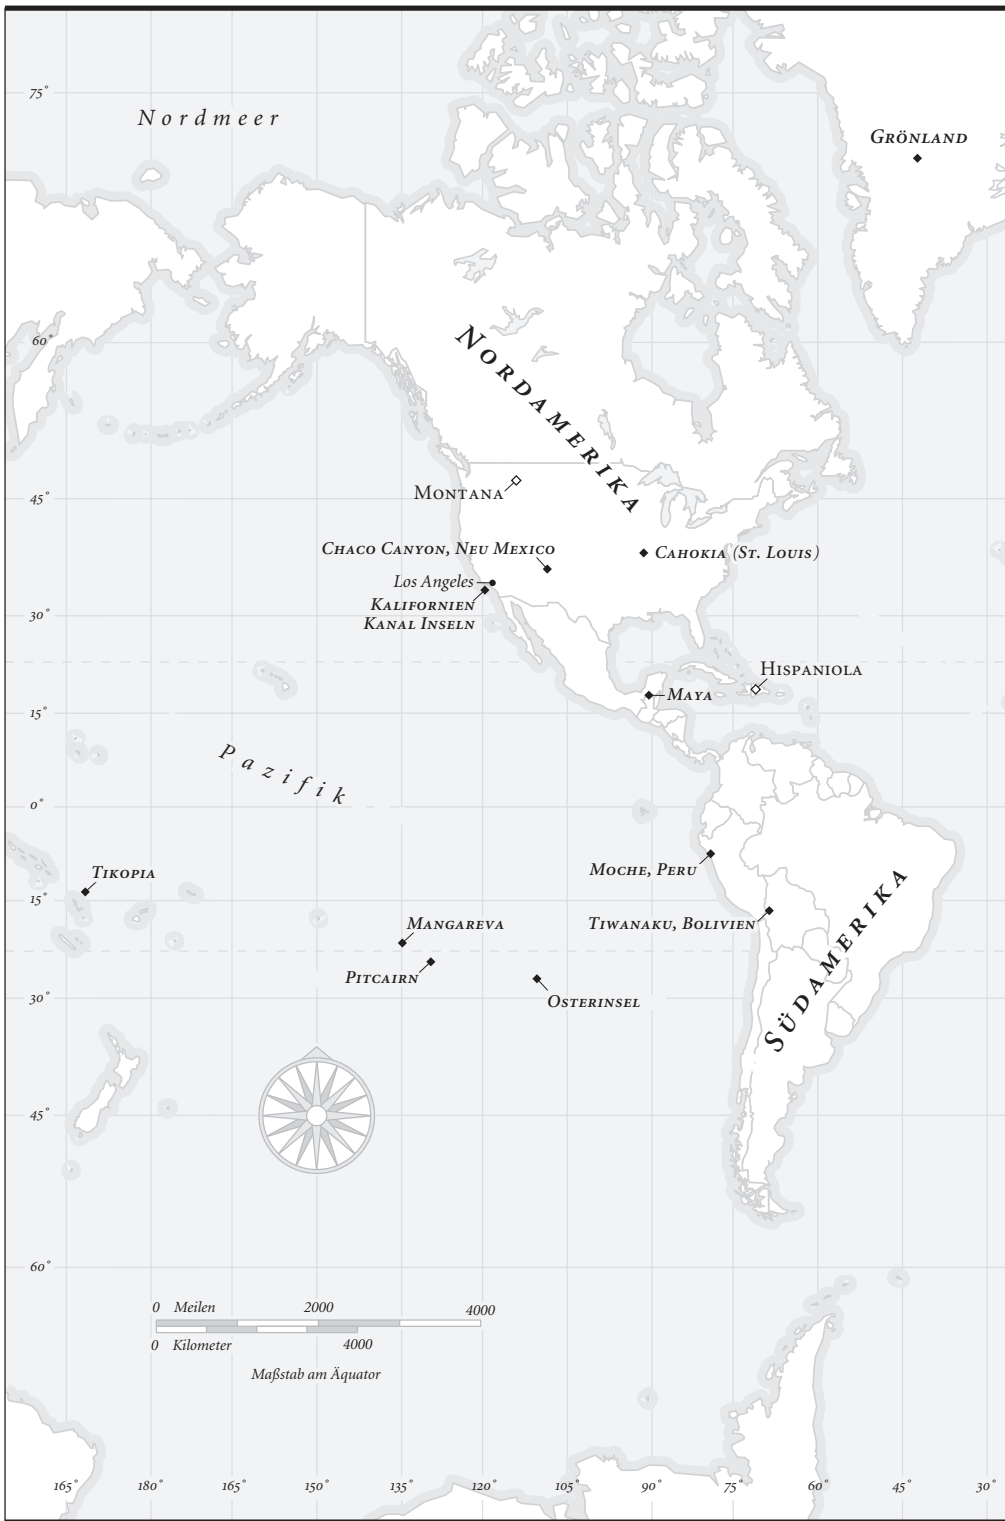 75°
Nordmeer
GRÖNLAND
60°
NORDAMERIKA
MONTANA
45°
CHACO CANYON, NEU MEXICO
CAHOKIA (ST. LOUIS)
Los Angeles
KALIFORNIEN
KANAL INSELN
30°
HISPANIOLA
MAYA
15°
Pazifik
0°
MOCHE, PERU
TIKOPIA
15°
SÜDAMERIKA
MANGAREVA
TIWANAKU, BOLIVIEN
PITCAIRN
30°
OSTERINSEL
45°
60°
0 Meilen 2000 4000
0 Kilometer 4000
Maßstab am Äquator
165° 180° 165° 150° 135° 120° 105° 90° 75° 60° 45° 30°